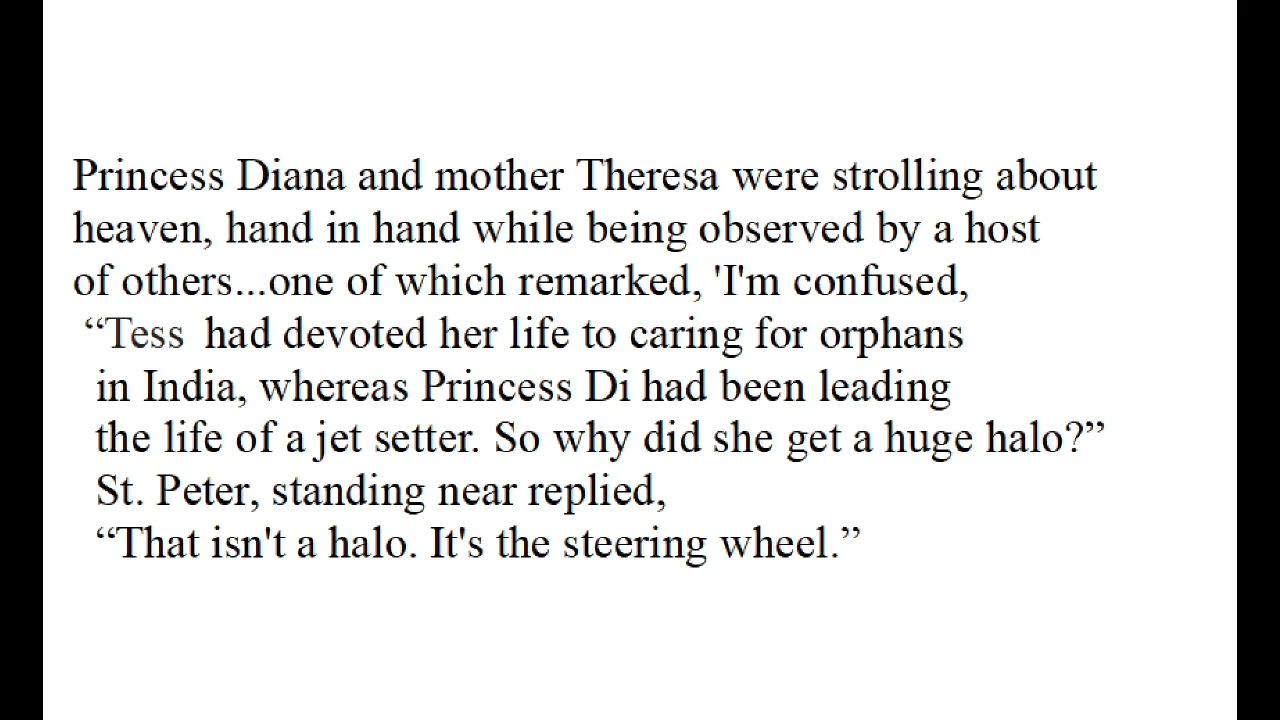 Princess Diana and mother Theresa were strolling about
heaven, hand in hand while being observed by a host
of others...one of which remarked, 'I'm confused,
“Tess had devoted her life to caring for orphans
in India, whereas Princess Di had been leading
the life of a jet setter. So why did she get a huge halo?”
St. Peter, standing near replied,
“That isn't a halo. It's the steering wheel.”